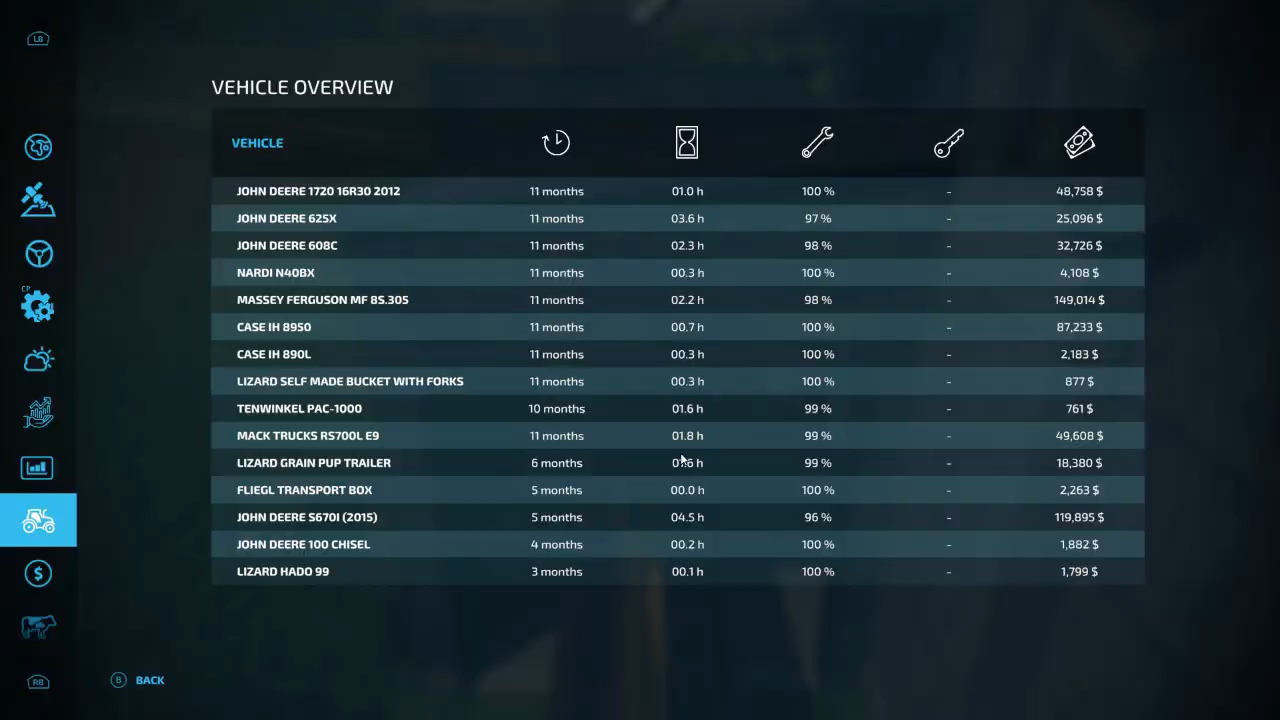 LB
VEHICLE OVERVIEW
VEHICLE
JOHN DEERE 1720 16R30 2012 11 months 01.0 h 100 % - 48,758 $
JOHN DEERE 625X 11 months 03.6 h 97 % - 25,096 $
JOHN DEERE 608C 11 months 02.3 h 98 % - 32,726 $
NARDI N40BX 11 months 00.3 h 100 % - 4,108 $
CP
MASSEY FERGUSON MF 8S.305 11 months 02.2 h 98 % - 149,014 $
CASE IH 8950 11 months 00.7 h 100 % - 87,233 $
CASE IH 890L 11 months 00.3 h 100 % - 2,183 $
LIZARD SELF MADE BUCKET WITH FORKS 11 months 00.3 h 100 % - 877 $
TENWINKEL PAC-1000 10 months 01.6 h 99 % - 761 $
MACK TRUCKS RS700L E9 11 months 01.8 h 99 % - 49,608 $
LIZARD GRAIN PUP TRAILER 6 months h 99 % - 18,380 $
FLIEGL TRANSPORT BOX 5 months 00.0 h 100 % - 2,263 $
JOHN DEERE S670I (2015) 5 months 04.5 h 96 % - 119,895 $
JOHN DEERE 100 CHISEL 4 months 00.2 h 100 % - 1,882 $
LIZARD HADO 99 3 months 00.1 h 100 % - 1,799 $
RB
B BACK